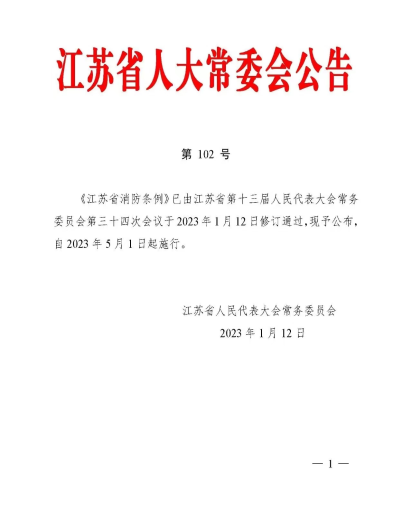 江苏省人大常委会公告
第 102 号
《江苏省消防条例》已由江苏省第十三届人民代表大会常务
委员会第三十四次会议于 2023 年 1 月 12 日修订通过,现予公布,
自 2023 年 5 月 1 日起施行。
江苏省人民代表大会常务委员会
2023 年 1 月 12 日
— 1 —